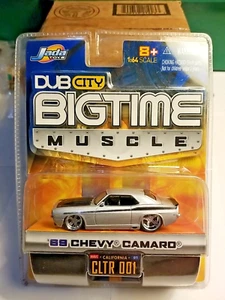 Jada
TOYS
8+
1:64 SCALE
DUB CITY
BIGTIME
MUSCLE
'69 CHEVY CAMARO
CALIFORNIA
CLTR 001